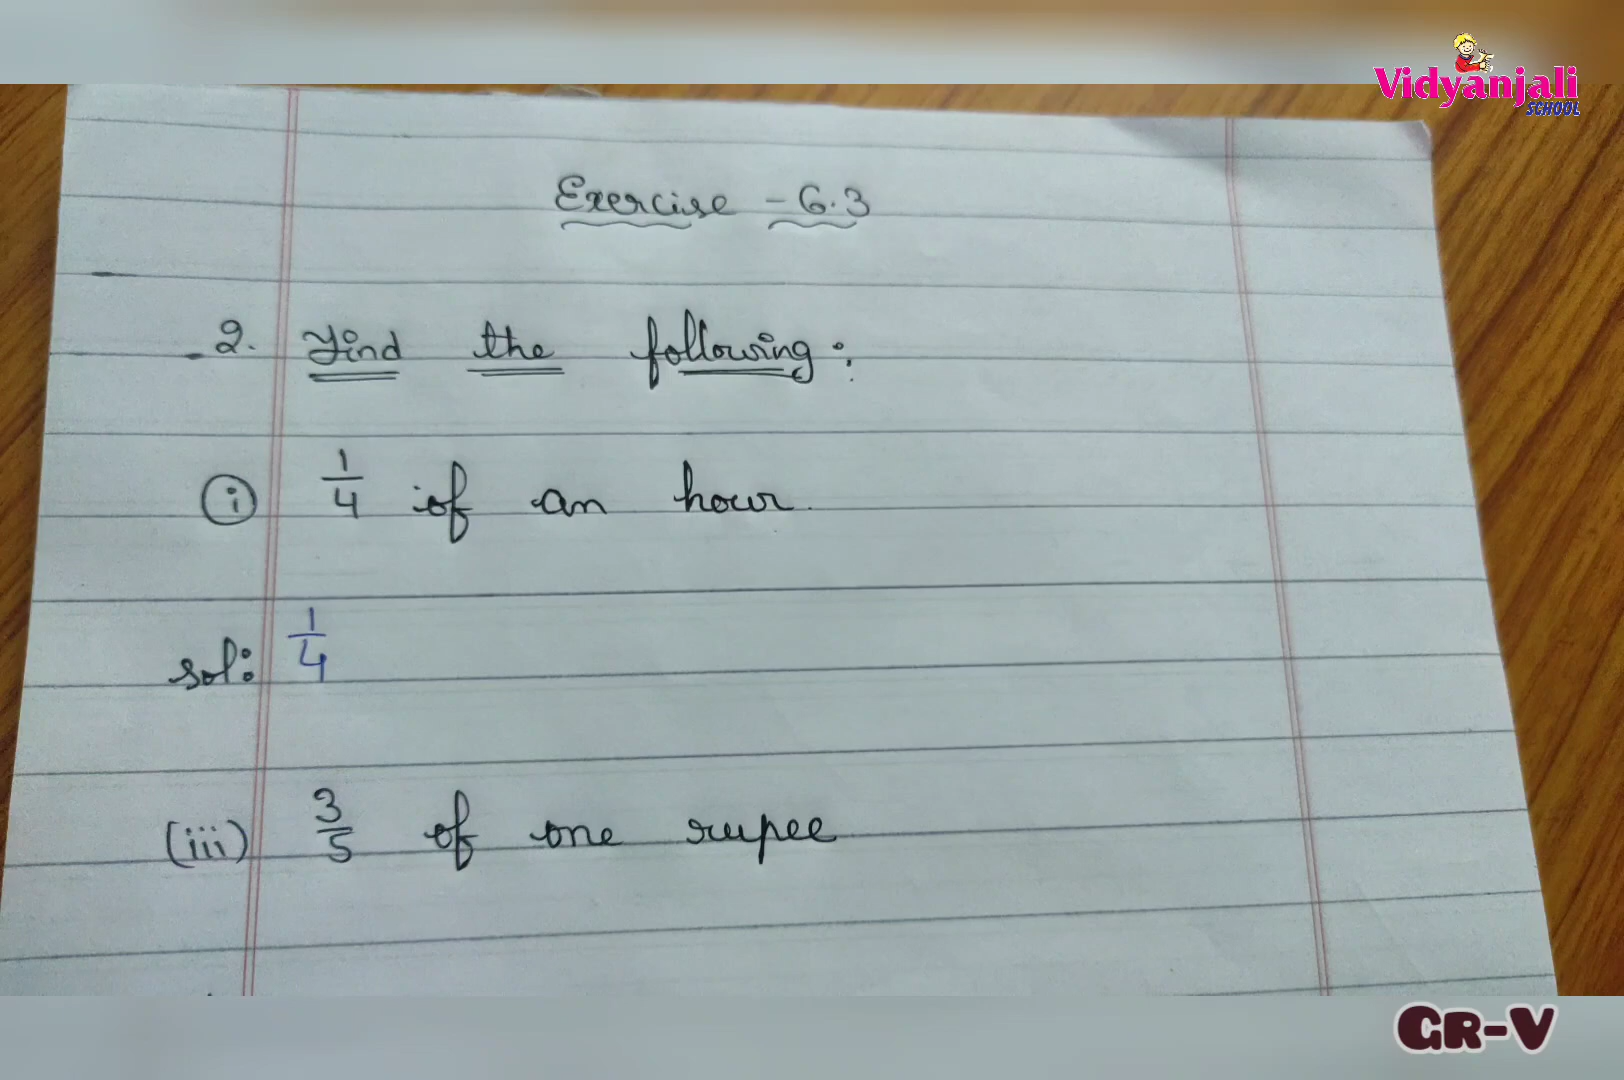 Vidyanjali
SCHOOL
Exercise - 6.3
2. Find the following:
(i) 1/4 of an hour.
sol: 1/4
(iii) 3/5 of one rupee
GR-V